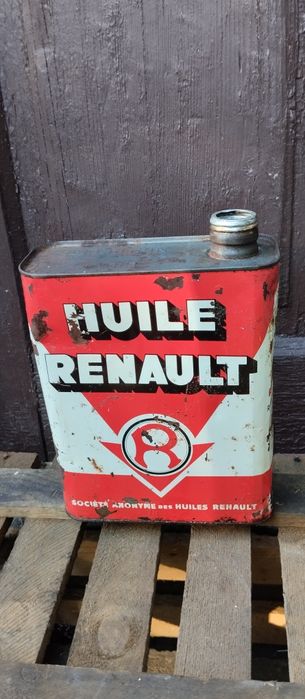 HUILE
RENAULT
R
SOCIÉTÉ ANONYME DES HUILES RENAULT